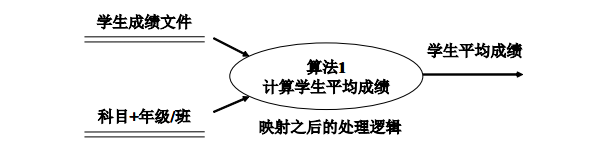 学生成绩文件
算法1
计算学生平均成绩
学生平均成绩
科目+年级/班
映射之后的处理逻辑